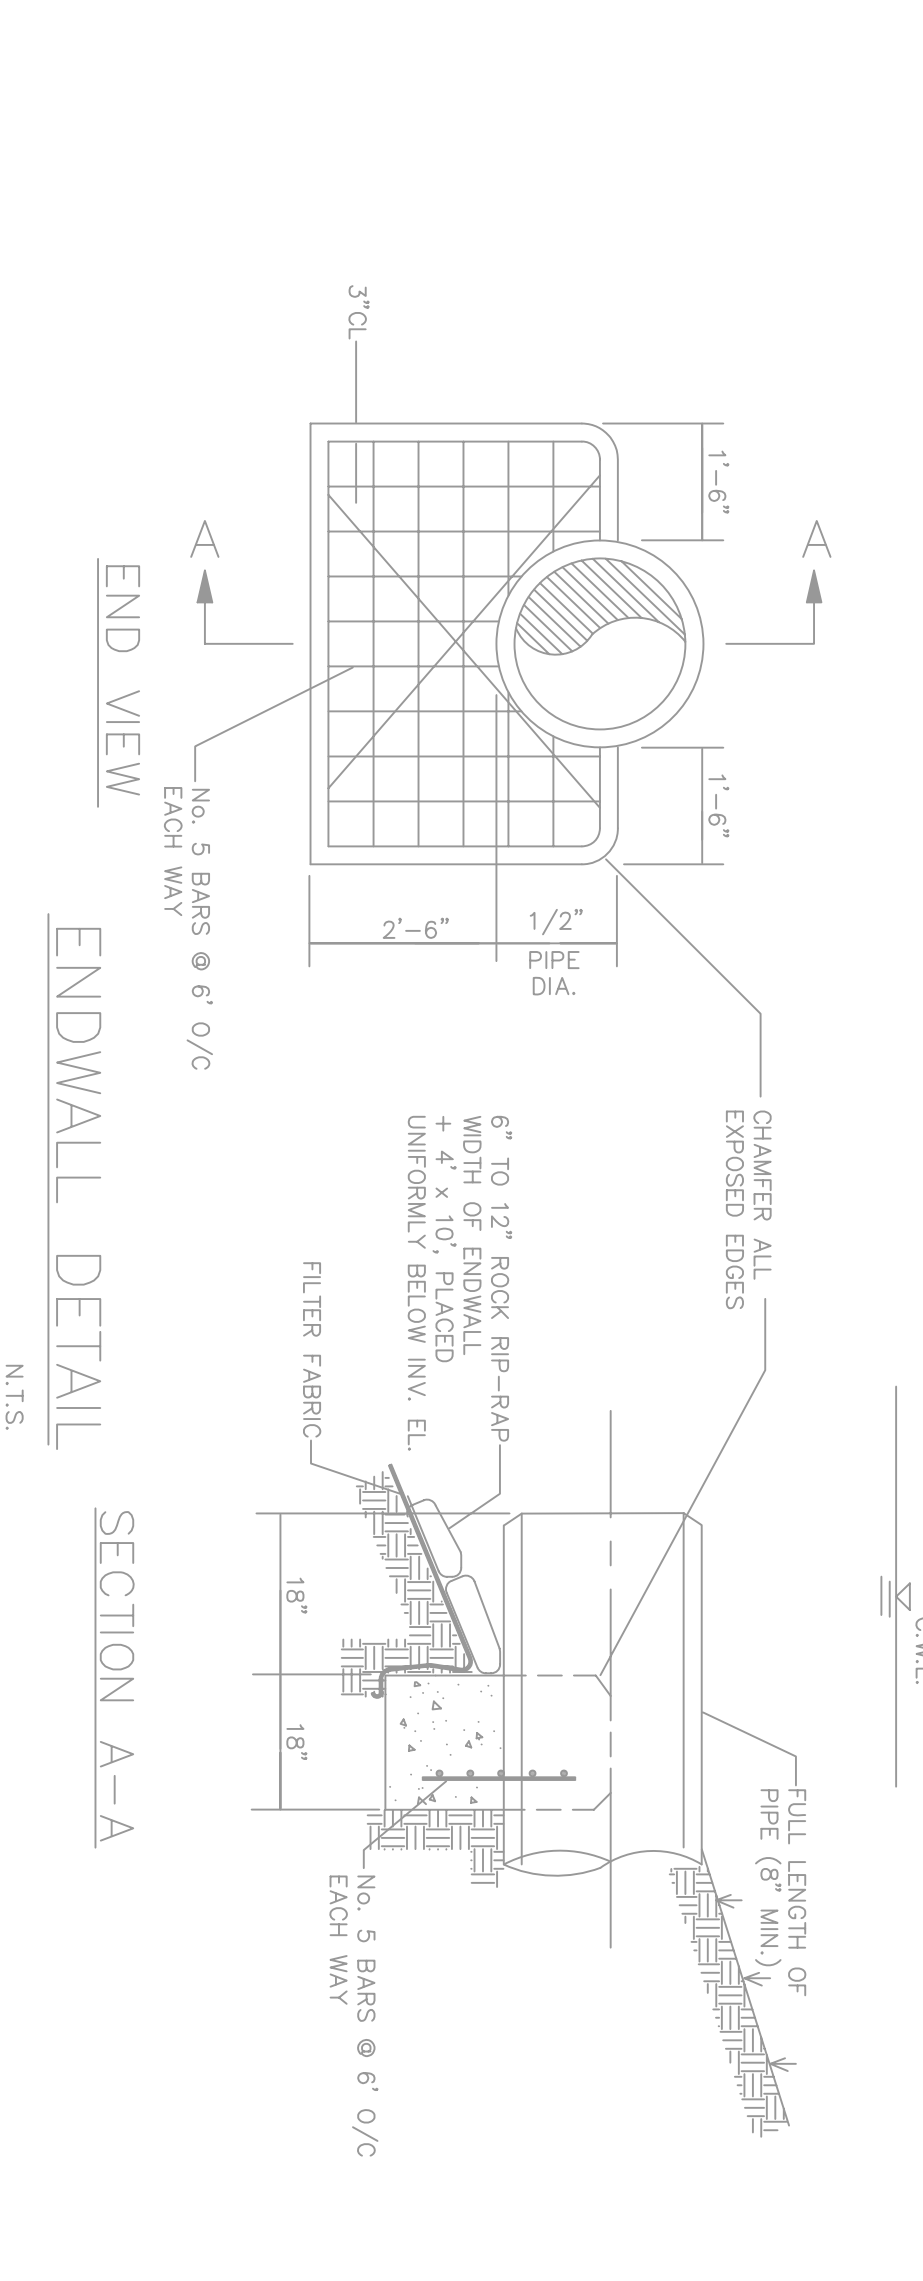 3"CL
1'-6"
1'-6"
A
A
2'-6"
1/2"
PIPE
DIA.
No. 5 BARS @ 6' O/C
EACH WAY
END VIEW
CHAMFER ALL
EXPOSED EDGES
6" TO 12" ROCK RIP-RAP
WIDTH OF ENDWALL
+ 4' x 10', PLACED
UNIFORMLY BELOW INV. EL.
FILTER FABRIC
18"
18"
FULL LENGTH OF
PIPE (8" MIN.)
No. 5 BARS @ 6' O/C
EACH WAY
SECTION A-A
ENDWALL DETAIL
N.T.S.